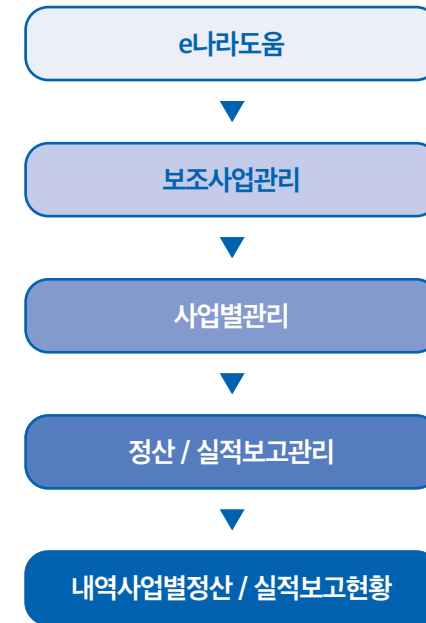 e나라도움
보조사업관리
사업별관리
정산 / 실적보고관리
내역사업별정산 / 실적보고현황